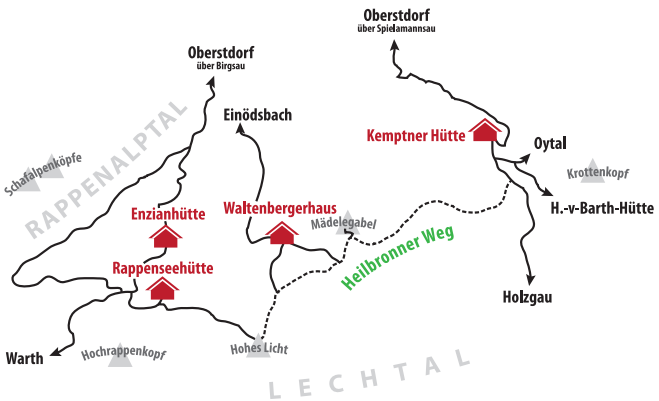 Oberstdorf
über Spielamannsau
Oberstdorf
über Birgsau
Einödsbach
Kemptner Hütte
Oytal
Schafalpenköpfe
RAPPENALPTAL
Krottenkopf
Enzianhütte
Waltenbergerhaus
Mädelegabel
H.-v-Barth-Hütte
Heilbronner Weg
Rappenseehütte
Holzgau
Warth
Hochrappenkopf
Hohes Licht
LECHTAL